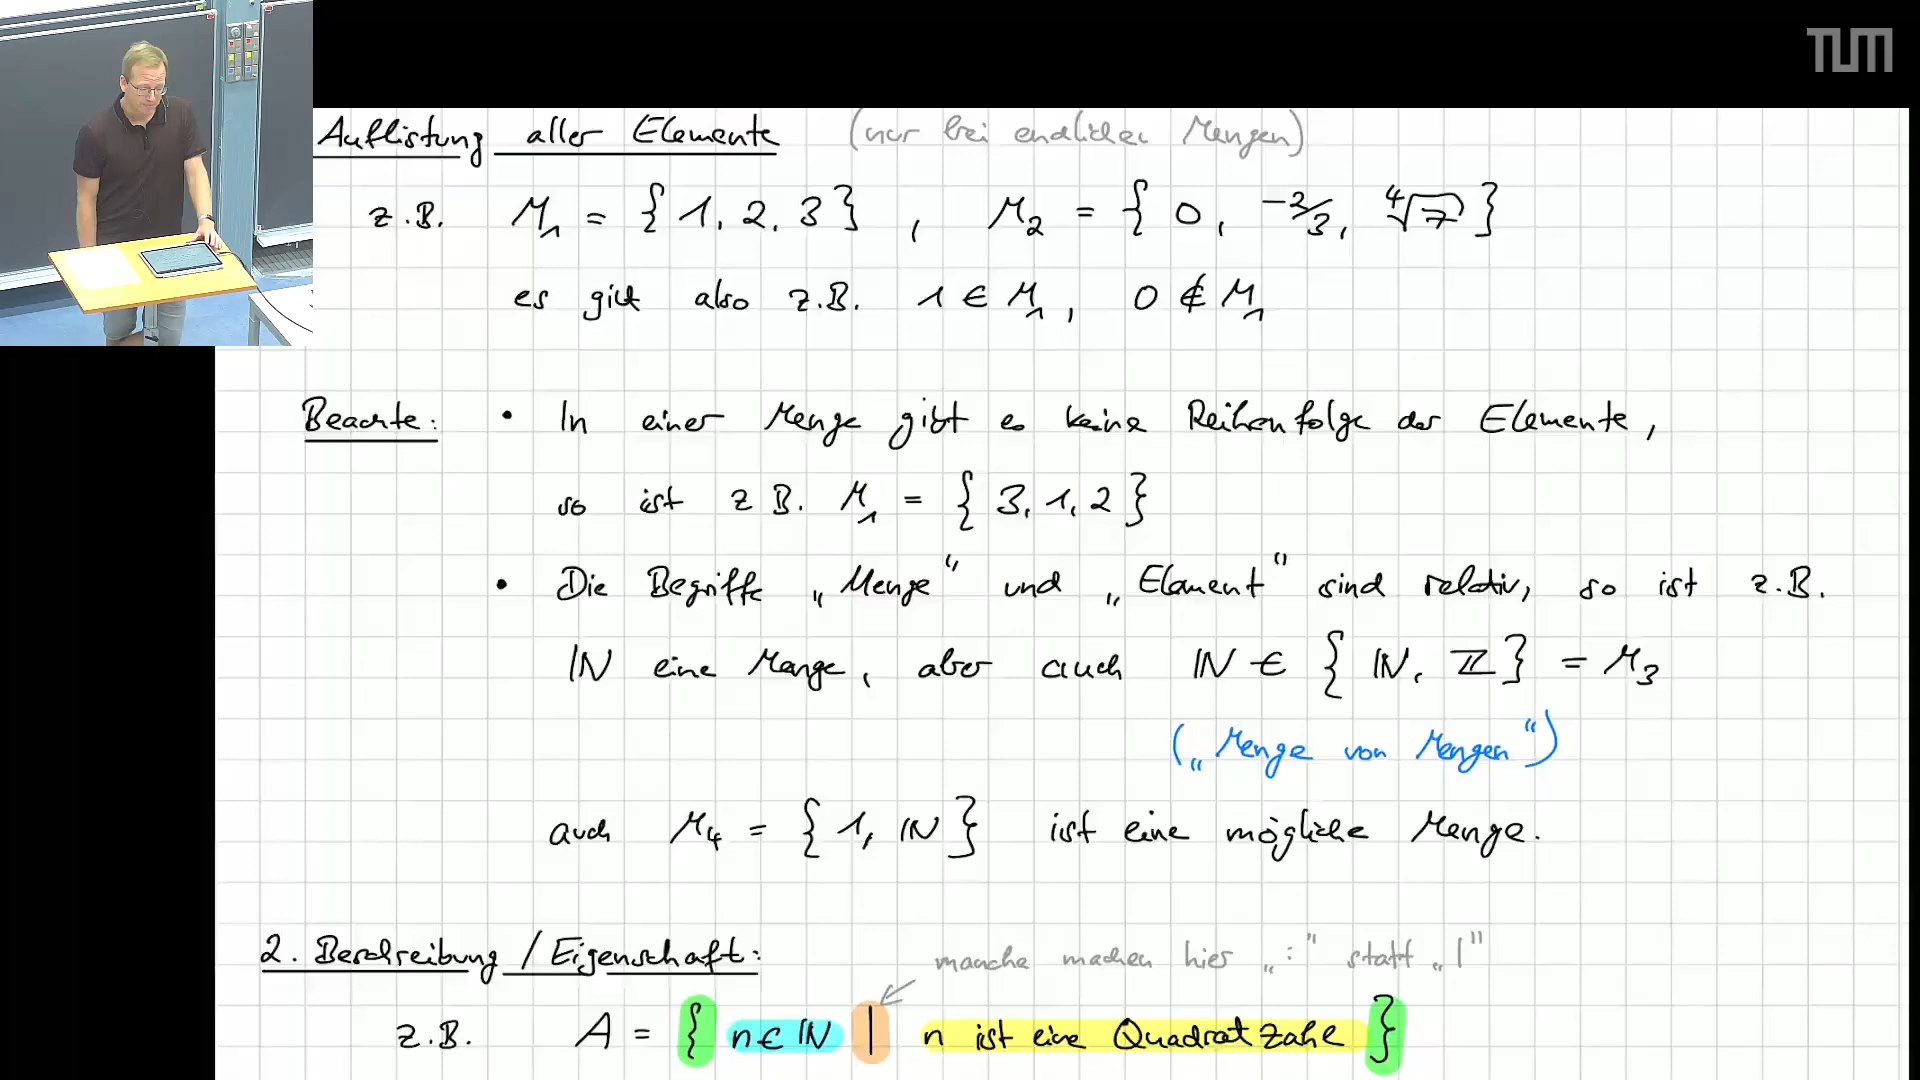 TUM
Auflistung aller Elemente (nur bei endlichen Mengen)
z.B. M₁ = { 1, 2, 3 } , M₂ = { 0, -2/3, ⁴√7 }
es gilt also z.B. 1 ∈ M₁, 0 ∉ M₁
Beachte: • In einer Menge gibt es keine Reihenfolge der Elemente,
so ist z B. M₁ = { 3, 1, 2 }
• Die Begriffe „Menge“ und „Element“ sind relativ, so ist z.B.
ℕ eine Menge, aber auch ℕ ∈ { ℕ, ℤ } = M₃
(„Menge von Mengen“)
auch M₄ = { 1, ℕ } ist eine mögliche Menge.
2. Beschreibung / Eigenschaft:
manche machen hier „:“ statt „|“
z.B. A = { n ∈ ℕ | n ist eine Quadratzahl }